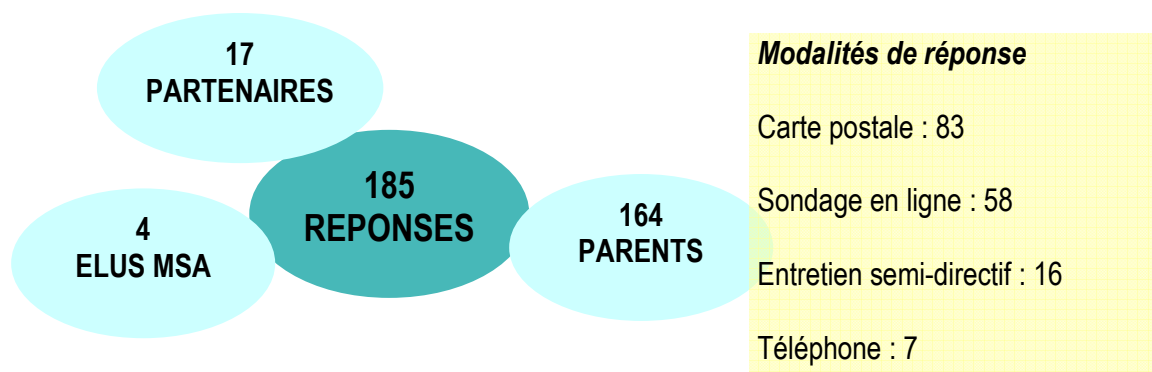 17
PARTENAIRES
185
REPONSES
4
ELUS MSA
164
PARENTS
Modalités de réponse
Carte postale : 83
Sondage en ligne : 58
Entretien semi-directif : 16
Téléphone : 7